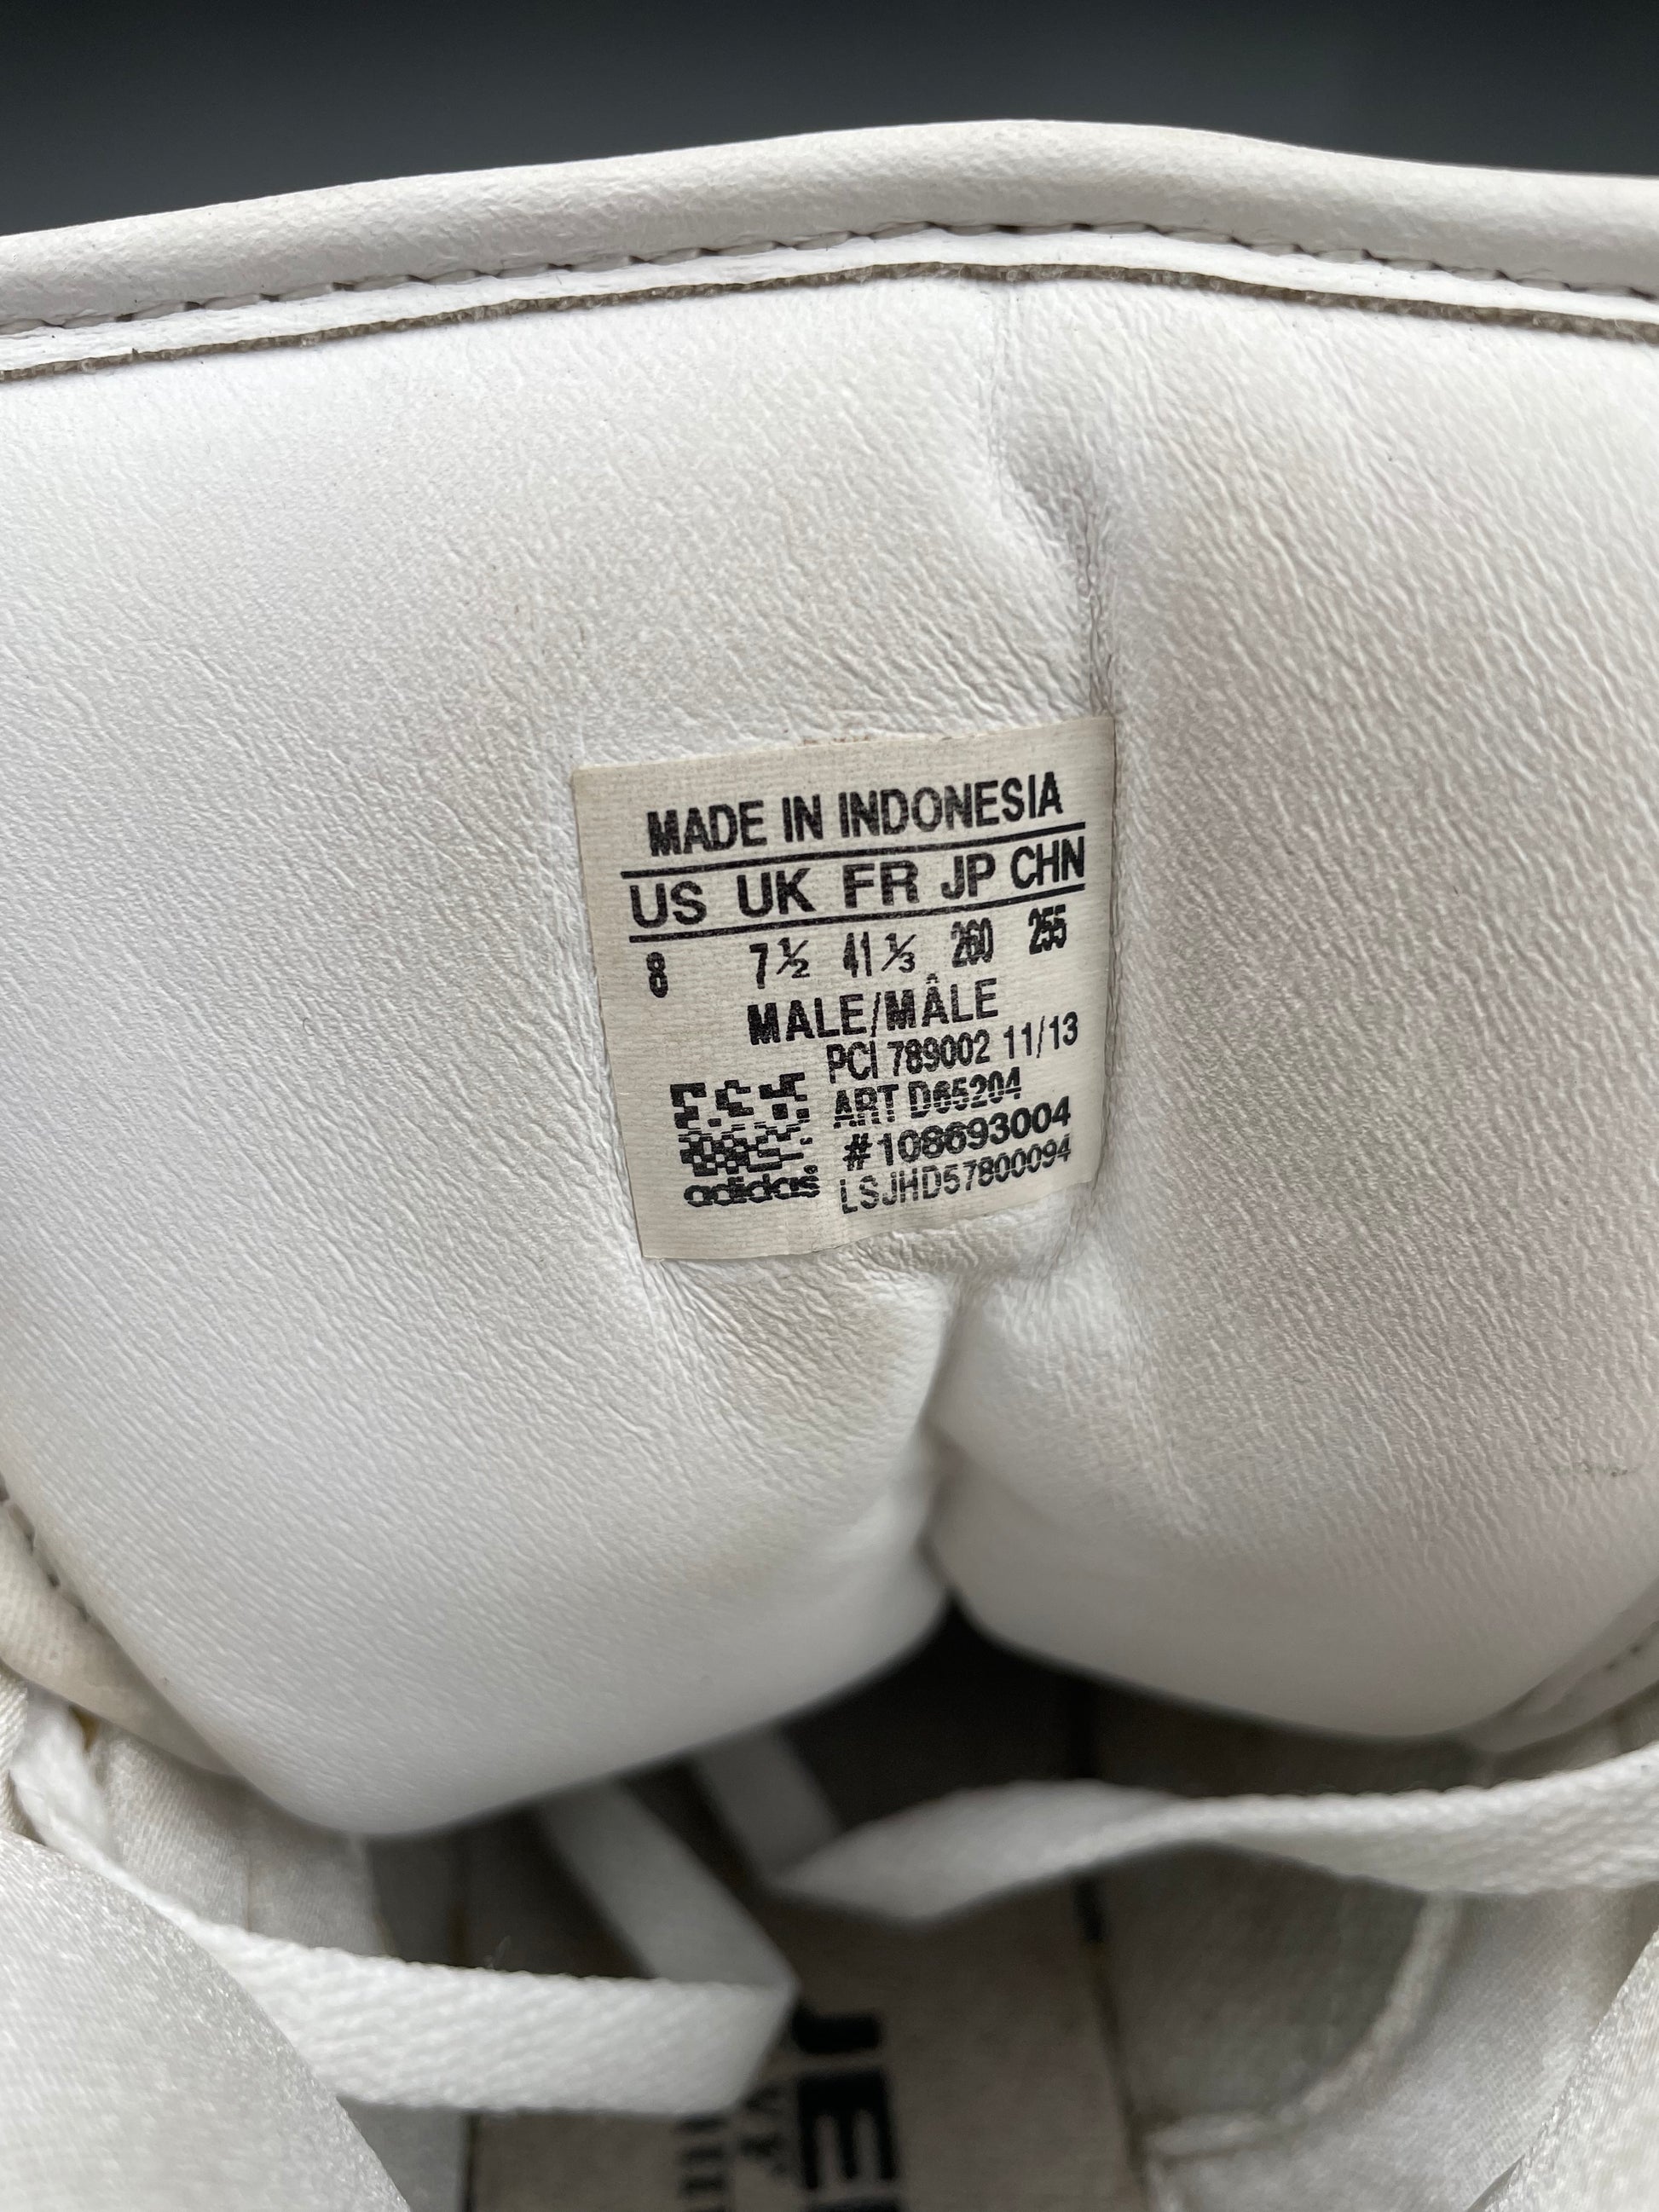 MADE IN INDONESIA
US UK FR JP CHN
8 7½ 41⅓ 260 255
MALE/MÂLE
PCI 789002 11/13
ART D65204
#108693004
LSJHD57800094
adidas®